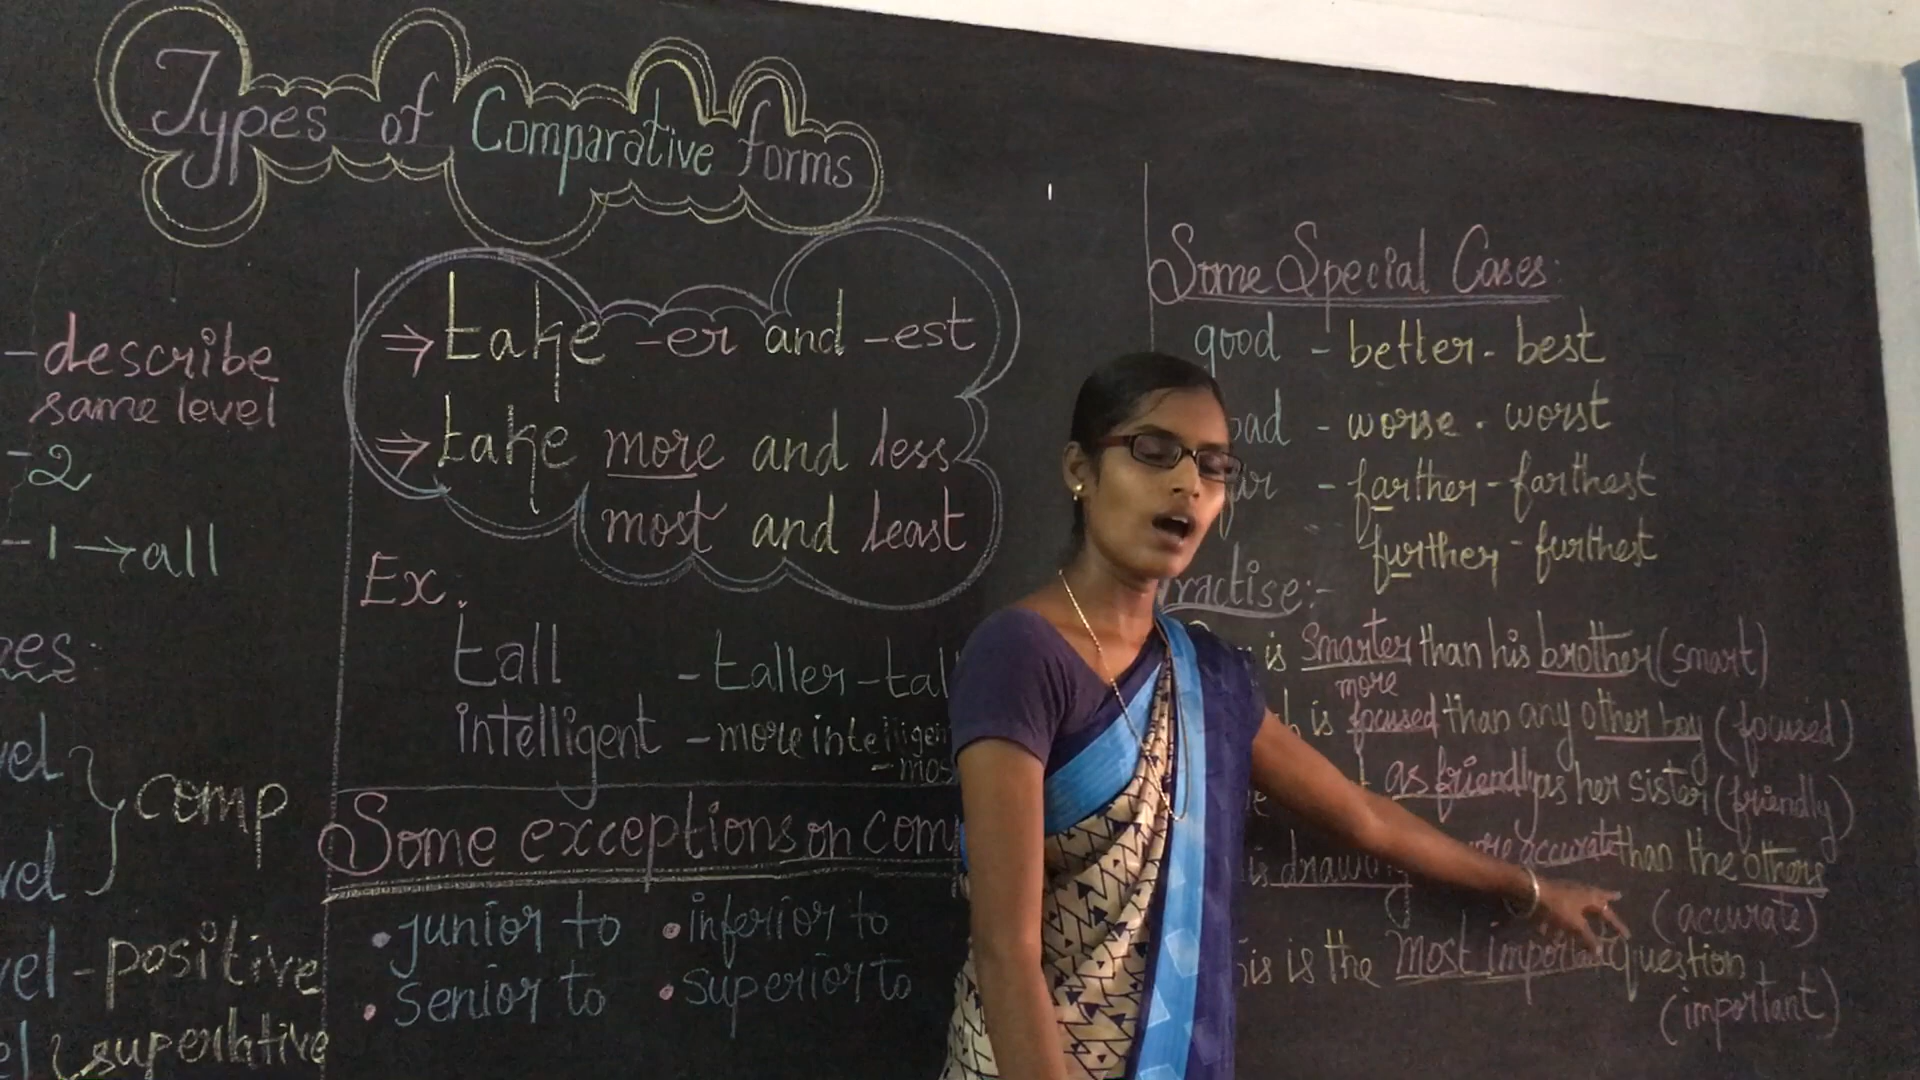 Types of Comparative forms
- describe
same level
- 2
- 1 → all
comp
- positive
superlative
⇒ take -er and -est
⇒ take more and less
most and least
Ex:
tall - taller -
intelligent - more
Some exceptions on
• junior to • inferior to
• senior to • superior to
Some Special Cases:
good - better - best
- worse - worst
- farther - farthest
further - furthest
is smarter than his brother (smart)
more
is focused than any other boy (focused)
as friendly as her sister (friendly)
is drawing accurate than the others
(accurate)
is the most important question
(important)